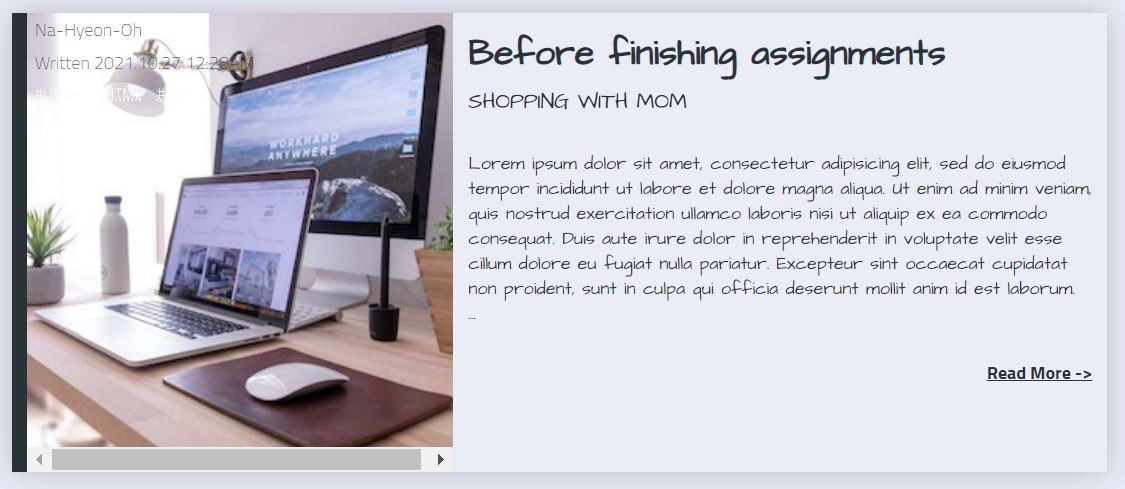 Na-Hyeon-Oh
Written 2021.10.27 12:28AM
WORKHARD
ANYWHERE
Before finishing assignments
SHOPPING WITH MOM
Lorem ipsum dolor sit amet, consectetur adipisicing elit, sed do eiusmod
tempor incididunt ut labore et dolore magna aliqua. Ut enim ad minim veniam,
quis nostrud exercitation ullamco laboris nisi ut aliquip ex ea commodo
consequat. Duis aute irure dolor in reprehenderit in voluptate velit esse
cillum dolore eu fugiat nulla pariatur. Excepteur sint occaecat cupidatat
non proident, sunt in culpa qui officia deserunt mollit anim id est laborum.
...
Read More ->